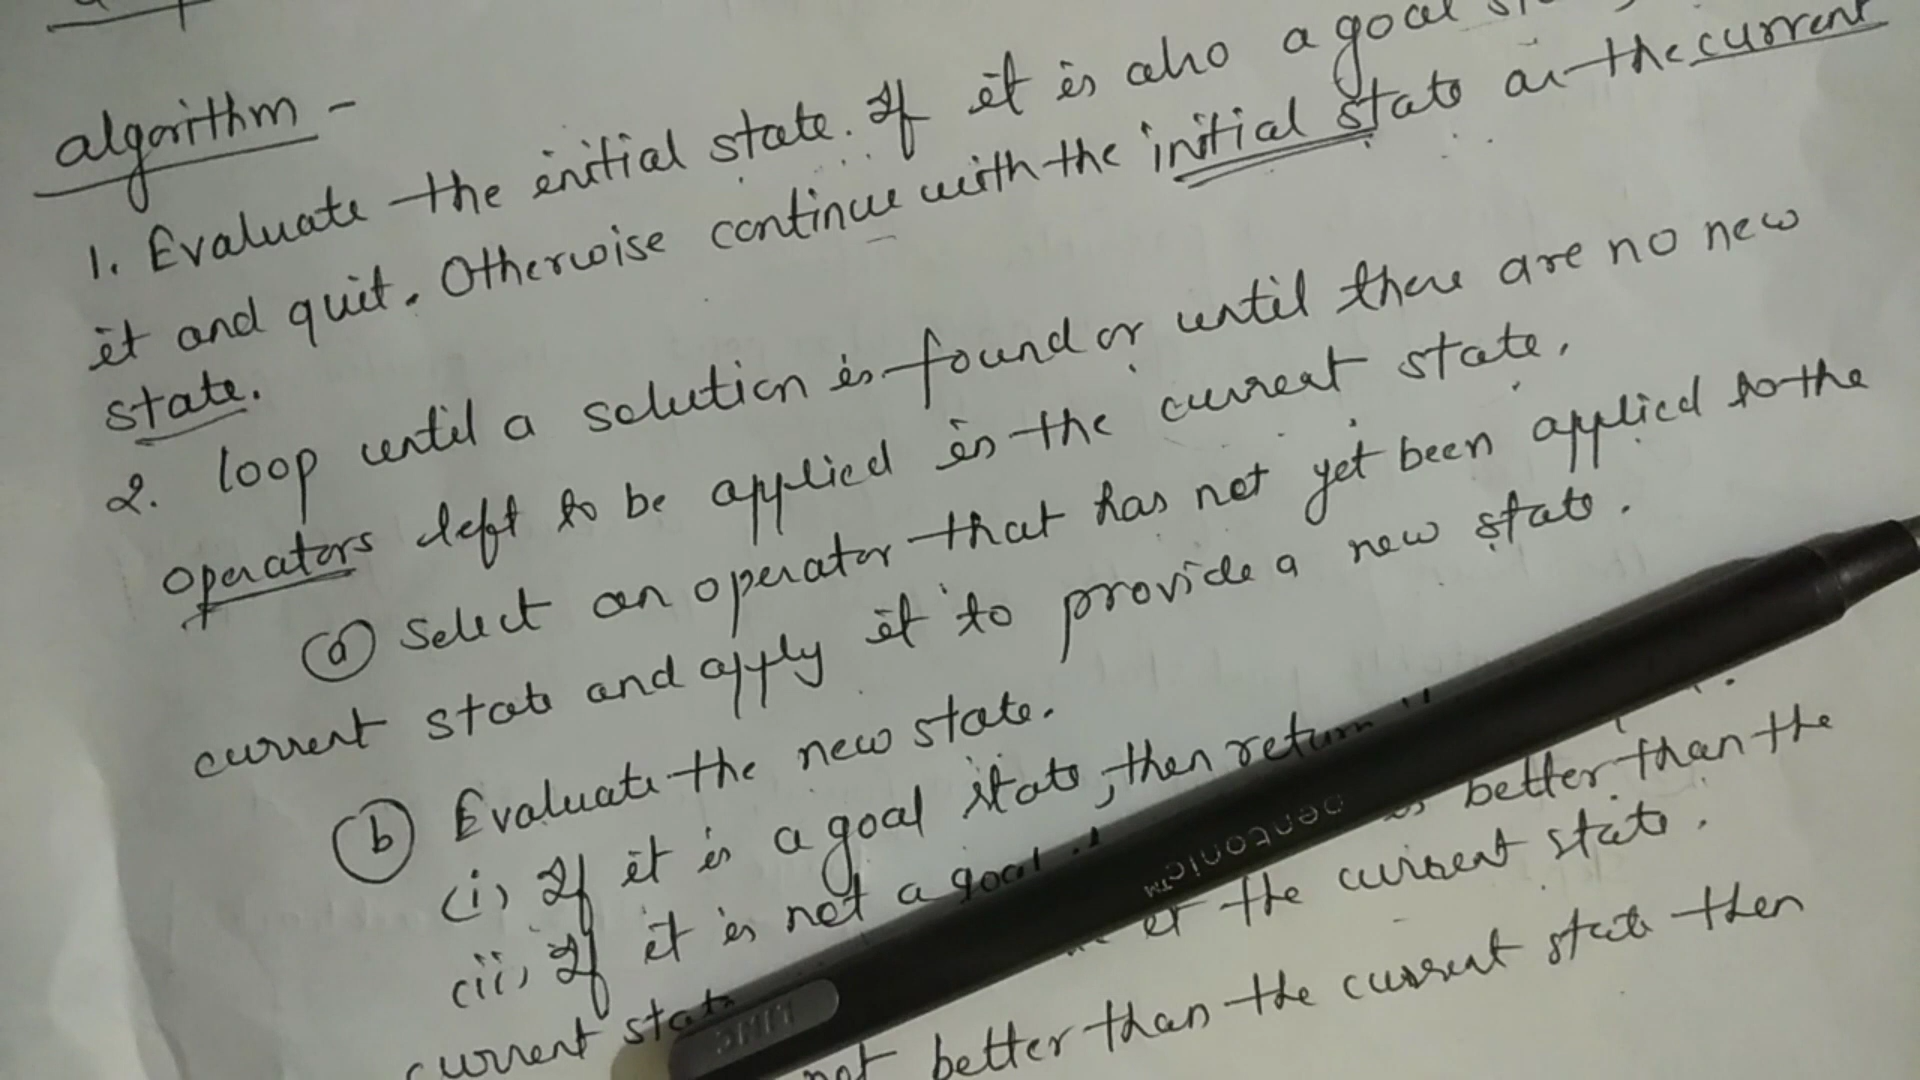 algorithm -
1. Evaluate the initial state. If it is also a goal
it and quit. Otherwise continue with the initial state as the current
state.
2. loop until a solution is found or until there are no new
operators left to be applied in the current state.
(a) Select an operator that has not yet been applied to the
current state and apply it to provide a new state.
(b) Evaluate the new state.
(i) If it is a goal state, then return
(ii) If it is not a goal better than the
current state it the current state.
not better than the current state then
pentonic™
LINC